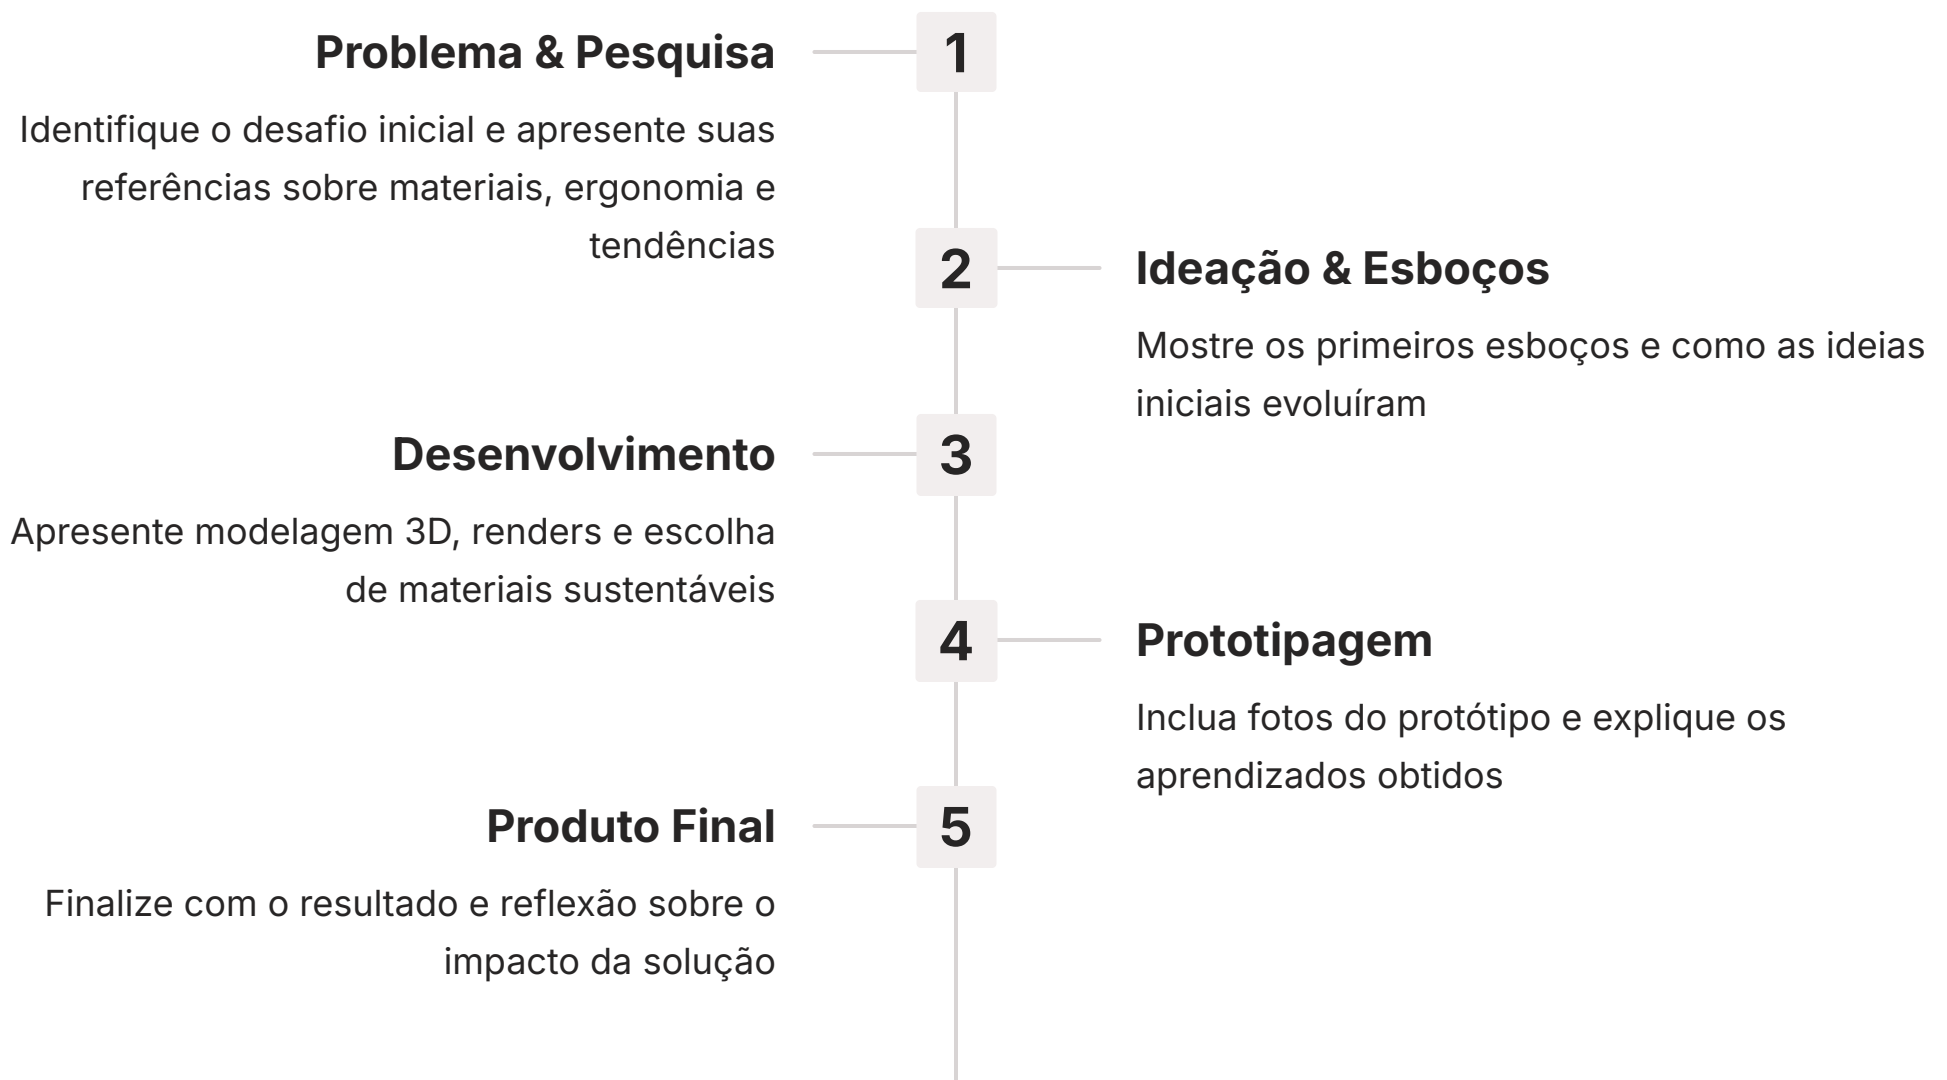 1
Problema & Pesquisa
Identifique o desafio inicial e apresente suas
referências sobre materiais, ergonomia e
tendências
2
Ideação & Esboços
Mostre os primeiros esboços e como as ideias
iniciais evoluíram
3
Desenvolvimento
Apresente modelagem 3D, renders e escolha
de materiais sustentáveis
4
Prototipagem
Inclua fotos do protótipo e explique os
aprendizados obtidos
5
Produto Final
Finalize com o resultado e reflexão sobre o
impacto da solução